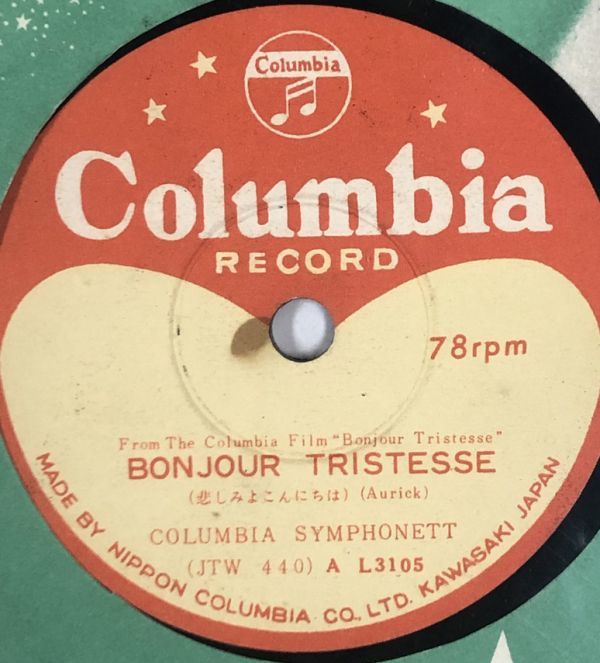 Columbia
Columbia
RECORD
78rpm
From The Columbia Film "Bonjour Tristesse"
BONJOUR TRISTESSE
(悲しみよこんにちは) (Aurick)
COLUMBIA SYMPHONETT
(JTW 440) A L3105
MADE BY NIPPON COLUMBIA CO., LTD. KAWASAKI JAPAN